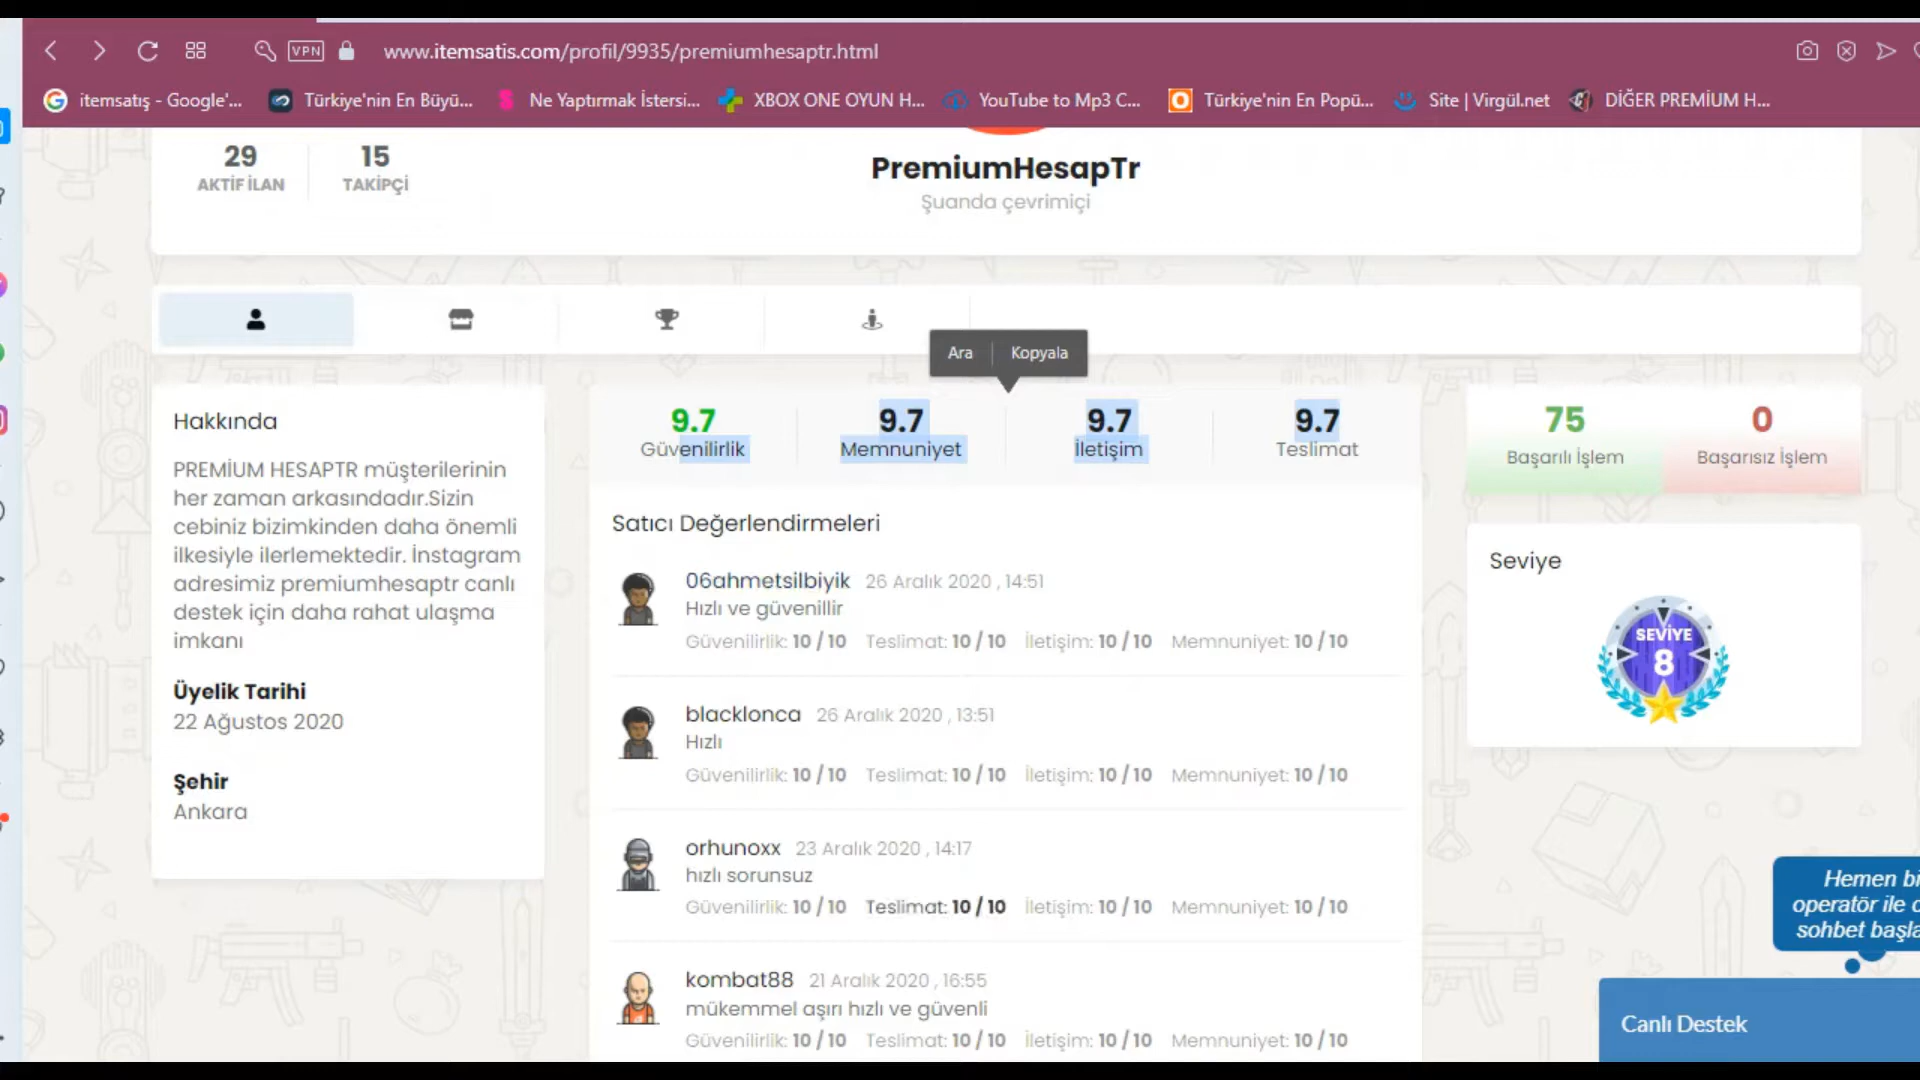 VPN
www.itemsatis.com/profil/9935/premiumhesaptr.html
itemsatış - Google'...
Türkiye'nin En Büyü...
Ne Yaptırmak İstersi...
XBOX ONE OYUN H...
YouTube to Mp3 C...
Türkiye'nin En Popü...
Site | Virgül.net
DİĞER PREMİUM H...
29
AKTİF İLAN
15
TAKİPÇİ
PremiumHesapTr
Şuanda çevrimiçi
Ara
Kopyala
Hakkında
PREMİUM HESAPTR müşterilerinin
her zaman arkasındadır.Sizin
cebiniz bizimkinden daha önemli
ilkesiyle ilerlemektedir. İnstagram
adresimiz premiumhesaptr canlı
destek için daha rahat ulaşma
imkanı
Üyelik Tarihi
22 Ağustos 2020
Şehir
Ankara
9.7
Güvenilirlik
9.7
Memnuniyet
9.7
İletişim
9.7
Teslimat
Satıcı Değerlendirmeleri
06ahmetsilbiyik 26 Aralık 2020 , 14:51
Hızlı ve güvenillir
Güvenilirlik: 10 / 10 Teslimat: 10 / 10 İletişim: 10 / 10 Memnuniyet: 10 / 10
blacklonca 26 Aralık 2020 , 13:51
Hızlı
Güvenilirlik: 10 / 10 Teslimat: 10 / 10 İletişim: 10 / 10 Memnuniyet: 10 / 10
orhunoxx 23 Aralık 2020 , 14:17
hızlı sorunsuz
Güvenilirlik: 10 / 10 Teslimat: 10 / 10 İletişim: 10 / 10 Memnuniyet: 10 / 10
kombat88 21 Aralık 2020 , 16:55
mükemmel aşırı hızlı ve güvenli
Güvenilirlik: 10 / 10 Teslimat: 10 / 10 İletişim: 10 / 10 Memnuniyet: 10 / 10
75
Başarılı İşlem
0
Başarısız İşlem
Seviye
SEVİYE
8
Hemen bi
operatör ile
sohbet başla
Canlı Destek